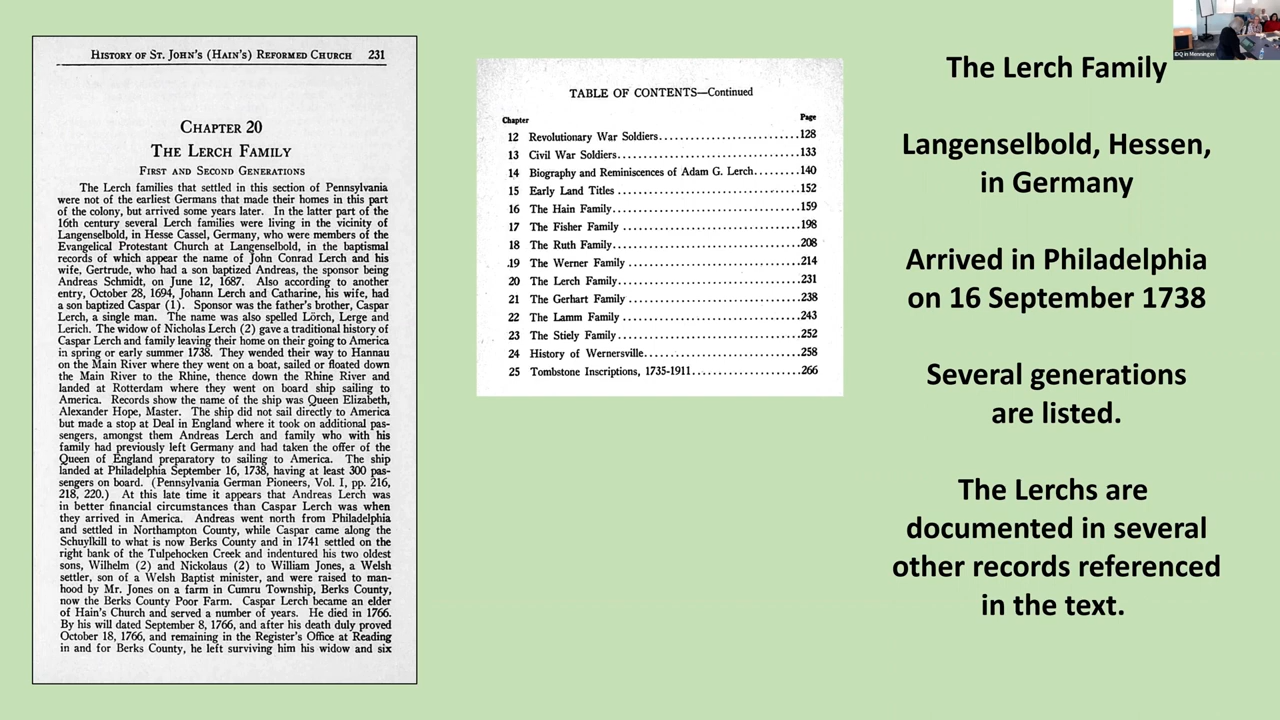 HISTORY OF ST. JOHN'S (HAIN'S) REFORMED CHURCH 231
CHAPTER 20
THE LERCH FAMILY
FIRST AND SECOND GENERATIONS
The Lerch families that settled in this section of Pennsylvania
were not of the earliest Germans that made their homes in this part
of the colony, but arrived some years later. In the latter part of the
16th century several Lerch families were living in the vicinity of
Langenselbold, in Hesse Cassel, Germany, who were members of the
Evangelical Protestant Church at Langenselbold, in the baptismal
records of which appear the name of John Conrad Lerch and his
wife, Gertrude, who had a son baptized Andreas, the sponsor being
Andreas Schmidt, on June 12, 1687. Also according to another
entry, October 28, 1694, Johann Lerch and Catharine, his wife, had
a son baptized Caspar (1). Sponsor was the father's brother, Caspar
Lerch, a single man. The name was also spelled Lörch, Lerge and
Lerich. The widow of Nicholas Lerch (2) gave a traditional history of
Caspar Lerch and family leaving their home on their going to America
in spring or early summer 1738. They wended their way to Hannau
on the Main River where they went on a boat, sailed or floated down
the Main River to the Rhine, thence down the Rhine River and
landed at Rotterdam where they went on board ship sailing to
America. Records show the name of the ship was Queen Elizabeth,
Alexander Hope, Master. The ship did not sail directly to America
but made a stop at Deal in England where it took on additional pas-
sengers, amongst them Andreas Lerch and family who with his
family had previously left Germany and had taken the offer of the
Queen of England preparatory to sailing to America. The ship
landed at Philadelphia September 16, 1738, having at least 300 pas-
sengers on board. (Pennsylvania German Pioneers, Vol. I, pp. 216,
218, 220.) At this late time it appears that Andreas Lerch was
in better financial circumstances than Caspar Lerch was when
they arrived in America. Andreas went north from Philadelphia
and settled in Northampton County, while Caspar came along the
Schuylkill to what is now Berks County and in 1741 settled on the
right bank of the Tulpehocken Creek and indentured his two oldest
sons, Wilhelm (2) and Nickolaus (2) to William Jones, a Welsh
settler, son of a Welsh Baptist minister, and were raised to man-
hood by Mr. Jones on a farm in Cumru Township, Berks County,
now the Berks County Poor Farm. Caspar Lerch became an elder
of Hain's Church and served a number of years. He died in 1766.
By his will dated September 8, 1766, and after his death duly proved
October 18, 1766, and remaining in the Register's Office at Reading
in and for Berks County, he left surviving him his widow and six
TABLE OF CONTENTS—Continued
Chapter Page
12 Revolutionary War Soldiers 128
13 Civil War Soldiers 133
14 Biography and Reminiscences of Adam G. Lerch 140
15 Early Land Titles 152
16 The Hain Family 159
17 The Fisher Family 198
18 The Ruth Family 208
.19 The Werner Family 214
20 The Lerch Family 231
21 The Gerhart Family 238
22 The Lamm Family 243
23 The Stiely Family 252
24 History of Wernersville 258
25 Tombstone Inscriptions, 1735-1911 266
The Lerch Family
Langenselbold, Hessen,
in Germany
Arrived in Philadelphia
on 16 September 1738
Several generations
are listed.
The Lerchs are
documented in several
other records referenced
in the text.
in Menninger